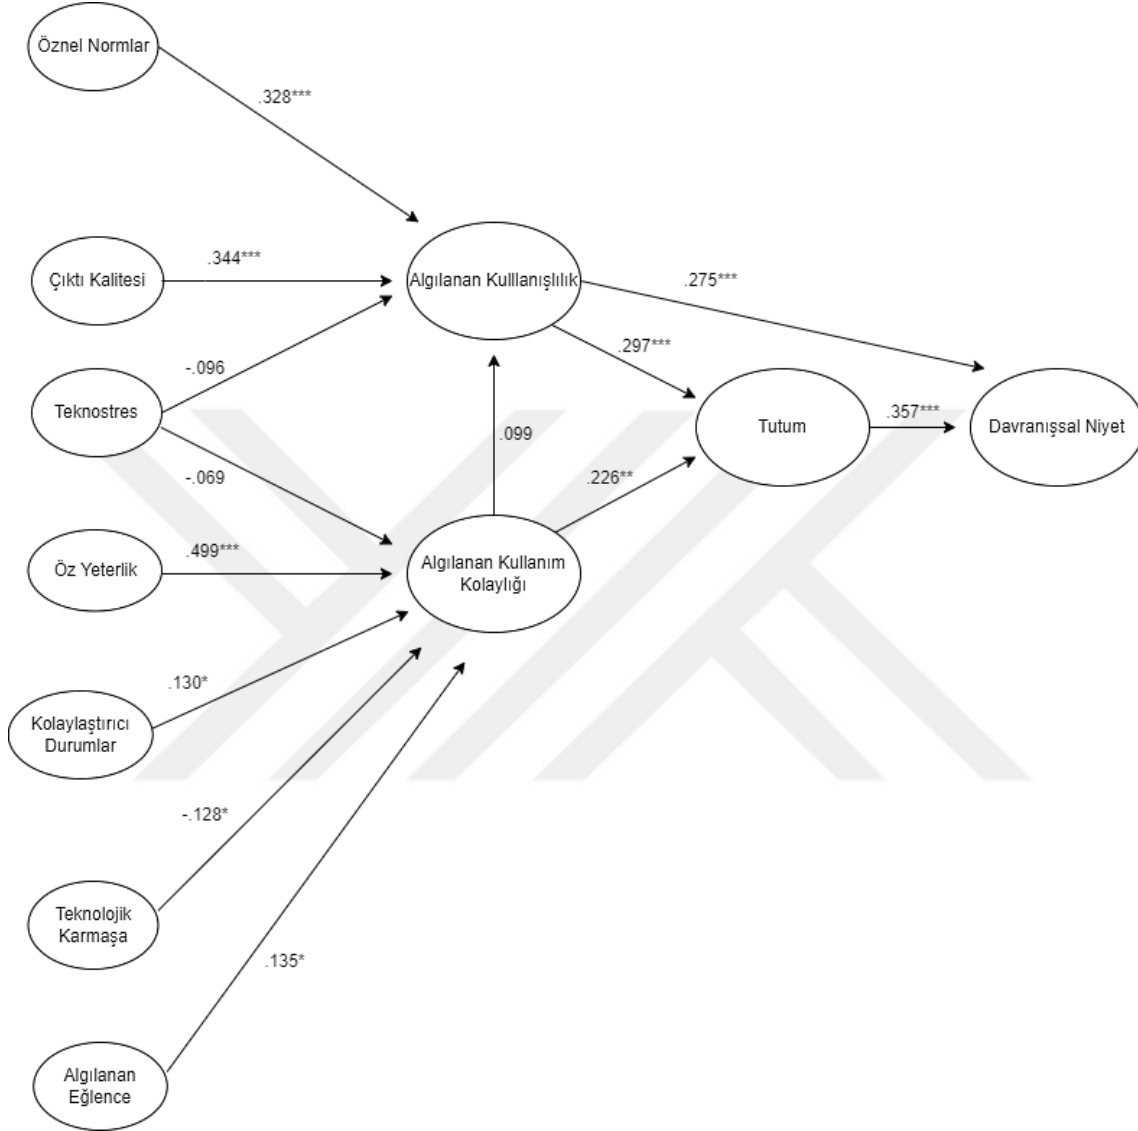 Öznel Normlar
.328***
Çıktı Kalitesi
.344***
Algılanan Kulllanışlılık
.275***
.297***
-.096
Teknostres
.099
Tutum
.357***
Davranışsal Niyet
-.069
.226**
Öz Yeterlik
.499***
Algılanan Kullanım
Kolaylığı
.130*
Kolaylaştırıcı
Durumlar
-.128*
Teknolojik
Karmaşa
.135*
Algılanan
Eğlence